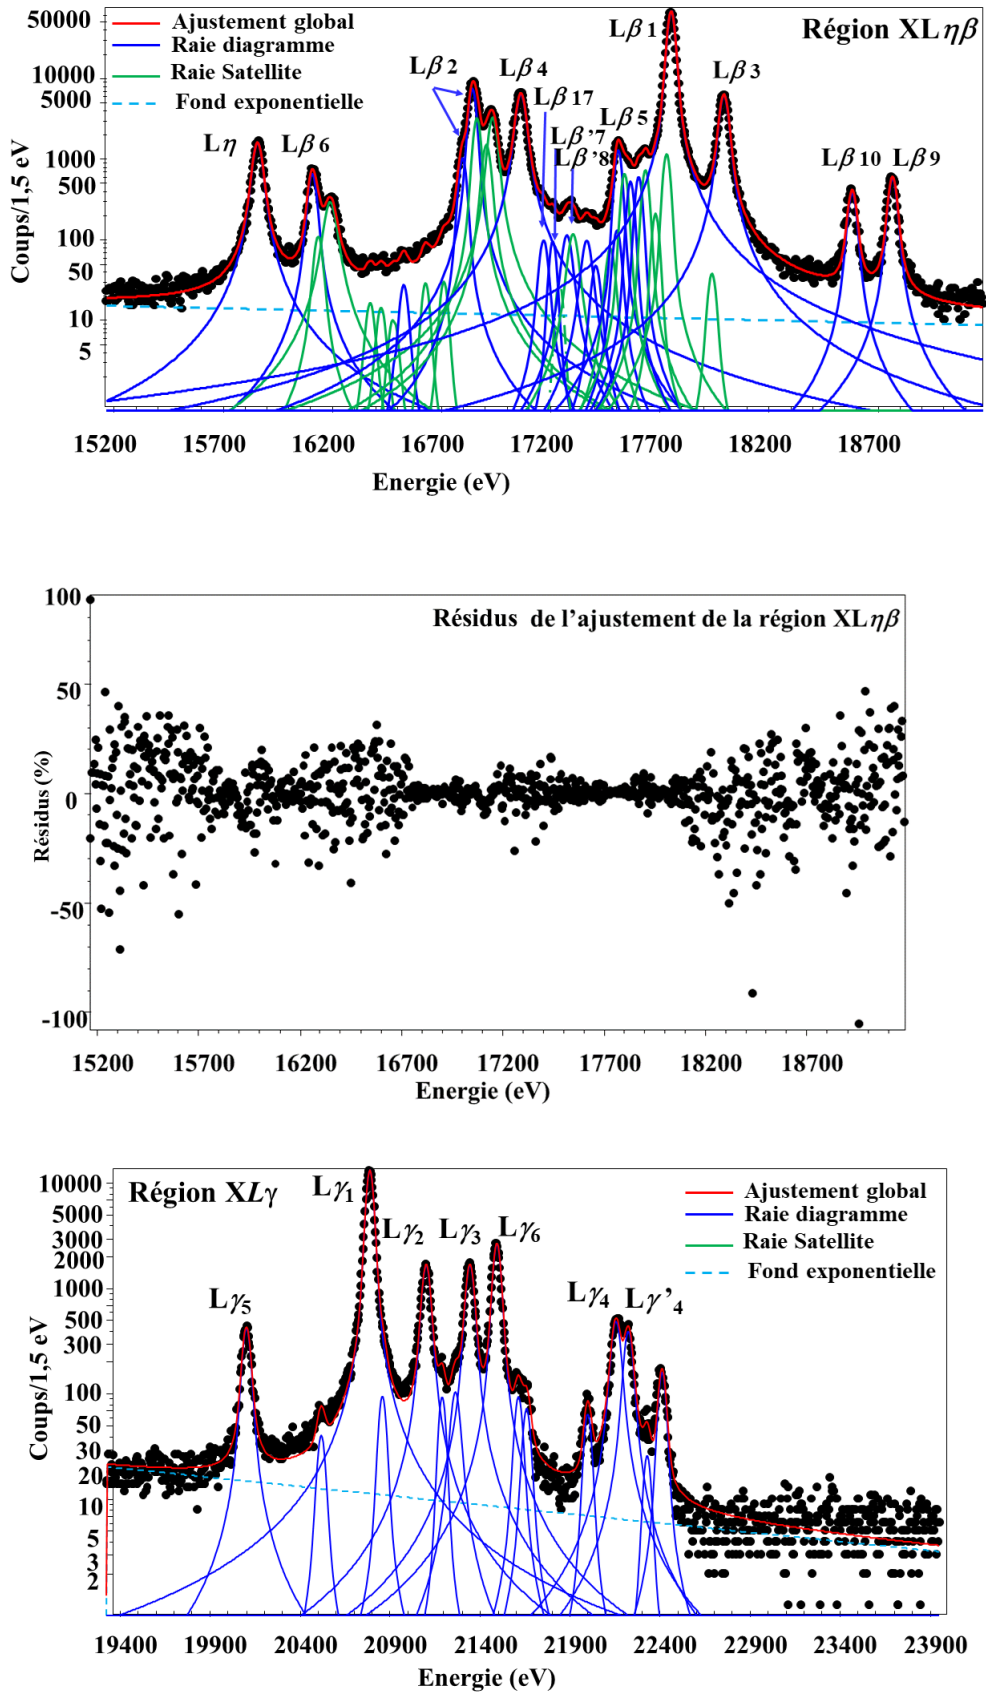 Ajustement global
Raie diagramme
Raie Satellite
Fond exponentielle
Région XLηβ
Lη
Lβ6
Lβ2
Lβ4
Lβ17
Lβ'7
Lβ'8
Lβ5
Lβ1
Lβ3
Lβ10
Lβ9
50000
10000
5000
1000
500
100
50
10
5
Coups/1,5 eV
15200 15700 16200 16700 17200 17700 18200 18700
Energie (eV)
Résidus de l'ajustement de la région XLηβ
100
50
0
-50
-100
Résidus (%)
15200 15700 16200 16700 17200 17700 18200 18700
Energie (eV)
Région XLγ
Ajustement global
Raie diagramme
Raie Satellite
Fond exponentielle
Lγ5
Lγ1
Lγ2
Lγ3
Lγ6
Lγ4
Lγ'4
10000
5000
3000
2000
1000
500
300
100
50
30
20
10
5
3
2
Coups/1,5 eV
19400 19900 20400 20900 21400 21900 22400 22900 23400 23900
Energie (eV)